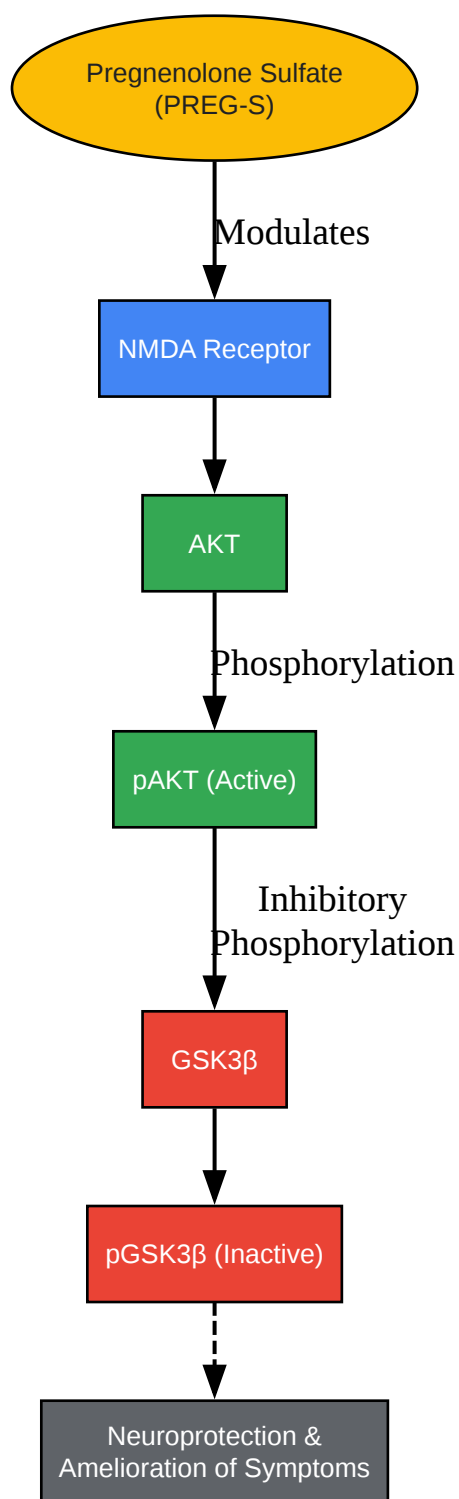 Pregnenolone Sulfate
(PREG-S)
Modulates
NMDA Receptor
AKT
Phosphorylation
pAKT (Active)
Inhibitory
Phosphorylation
GSK3β
pGSK3β (Inactive)
Neuroprotection &
Amelioration of Symptoms